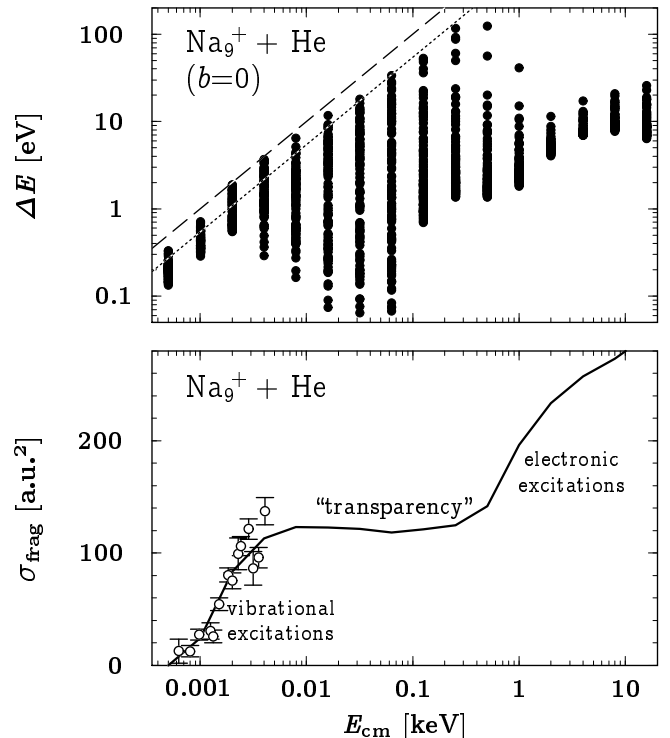 100
10
1
0.1
ΔE [eV]
Na₉⁺ + He
(b=0)
200
100
0
σfrag [a.u.²]
Na₉⁺ + He
electronic
excitations
“transparency”
vibrational
excitations
0.001 0.01 0.1 1 10
Ecm [keV]